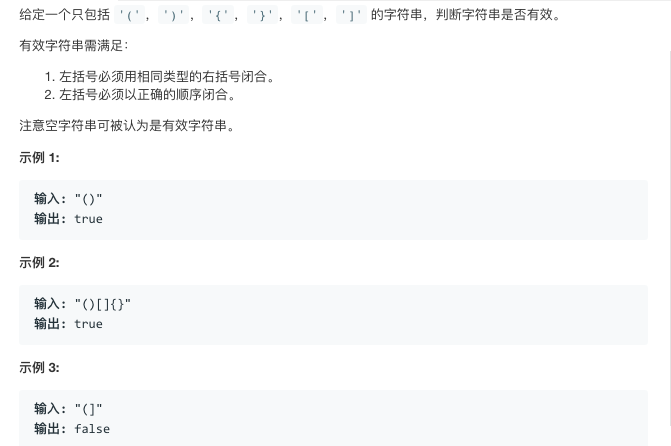 给定一个只包括 '('，')'，'{'，'}'，'['，']' 的字符串，判断字符串是否有效。
有效字符串需满足：
1. 左括号必须用相同类型的右括号闭合。
2. 左括号必须以正确的顺序闭合。
注意空字符串可被认为是有效字符串。
示例 1:
输入: "()"
输出: true
示例 2:
输入: "()[]{}"
输出: true
示例 3:
输入: "(]"
输出: false